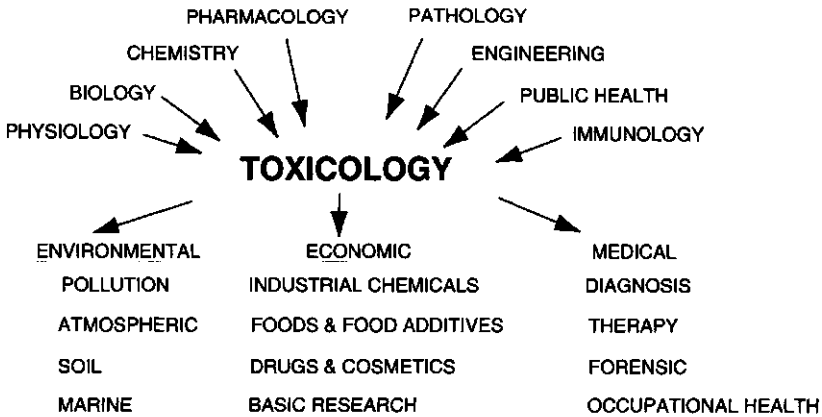 PHARMACOLOGY PATHOLOGY
CHEMISTRY ENGINEERING
BIOLOGY PUBLIC HEALTH
PHYSIOLOGY IMMUNOLOGY
TOXICOLOGY
ENVIRONMENTAL ECONOMIC MEDICAL
POLLUTION INDUSTRIAL CHEMICALS DIAGNOSIS
ATMOSPHERIC FOODS & FOOD ADDITIVES THERAPY
SOIL DRUGS & COSMETICS FORENSIC
MARINE BASIC RESEARCH OCCUPATIONAL HEALTH